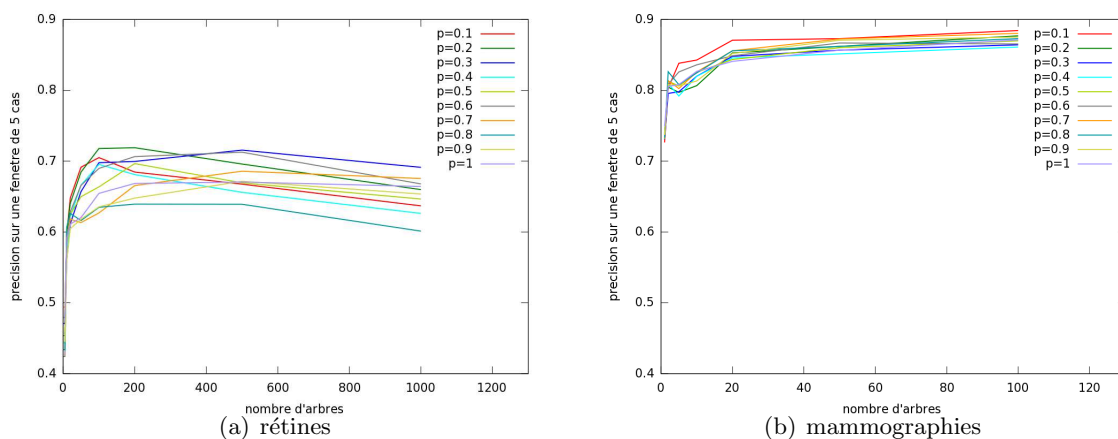 precision sur une fenetre de 5 cas
0.9
0.8
0.7
0.6
0.5
0.4
p=0.1
p=0.2
p=0.3
p=0.4
p=0.5
p=0.6
p=0.7
p=0.8
p=0.9
p=1
0 200 400 600 800 1000 1200
nombre d'arbres
(a) rétines
precision sur une fenetre de 5 cas
0.9
0.8
0.7
0.6
0.5
0.4
p=0.1
p=0.2
p=0.3
p=0.4
p=0.5
p=0.6
p=0.7
p=0.8
p=0.9
p=1
0 20 40 60 80 100 120
nombre d'arbres
(b) mammographies